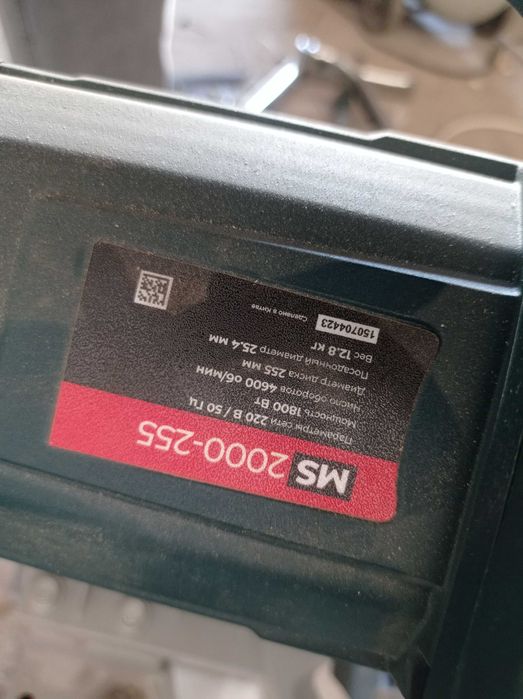 MS 2000-255
Параметры сети 220 В / 50 Гц
Мощность 1800 Вт
Число оборотов 4600 об/мин
Диаметр диска 255 мм
Посадочный диаметр 25.4 мм
Вес 12.8 кг
150704423
Сделано в Китае